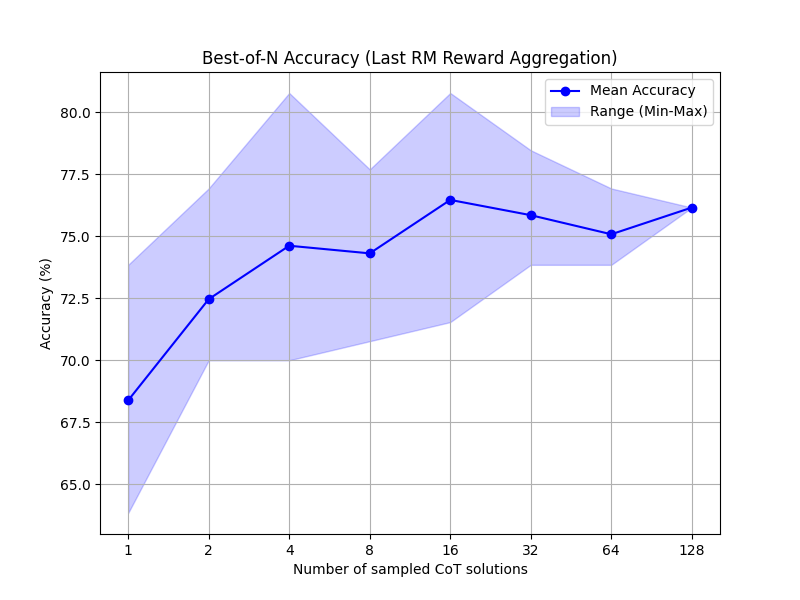 Best-of-N Accuracy (Last RM Reward Aggregation)
Mean Accuracy
Range (Min-Max)
Accuracy (%)
80.0
77.5
75.0
72.5
70.0
67.5
65.0
1 2 4 8 16 32 64 128
Number of sampled CoT solutions